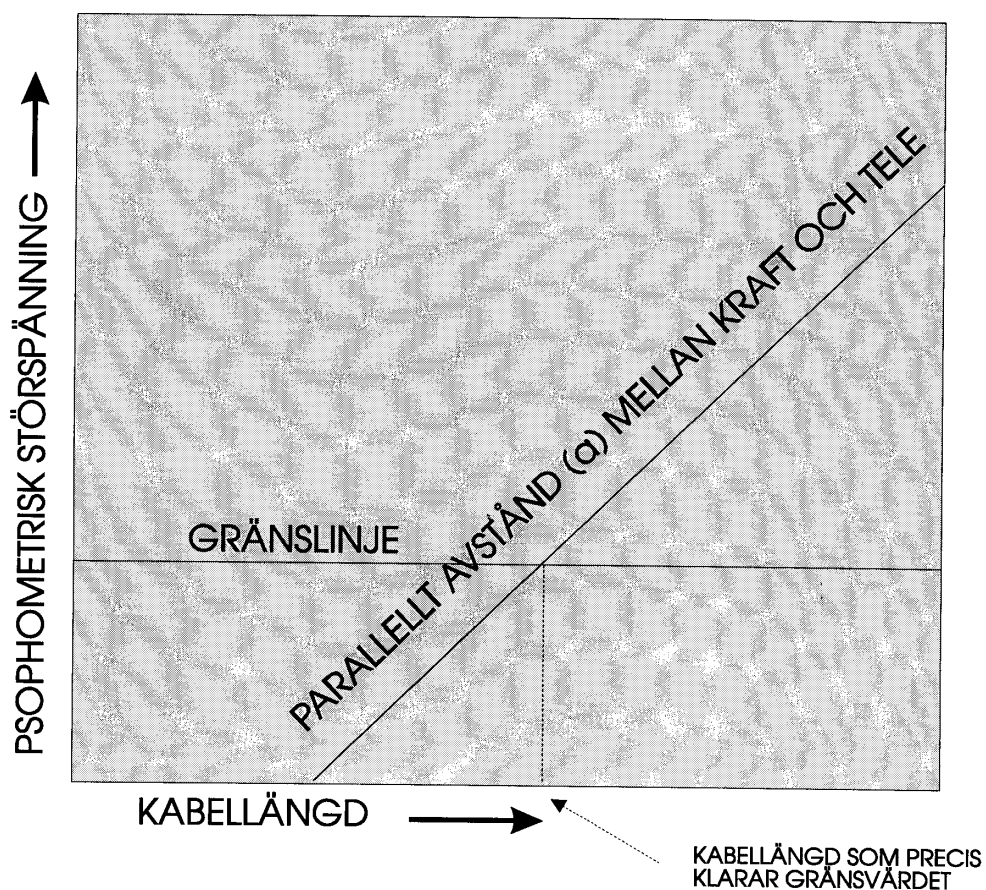 PSOPHOMETRISK STÖRSPÄNNING
PARALLELLT AVSTÅND (a) MELLAN KRAFT OCH TELE
GRÄNSLINJE
KABELLÄNGD
KABELLÄNGD SOM PRECIS
KLARAR GRÄNSVÄRDET